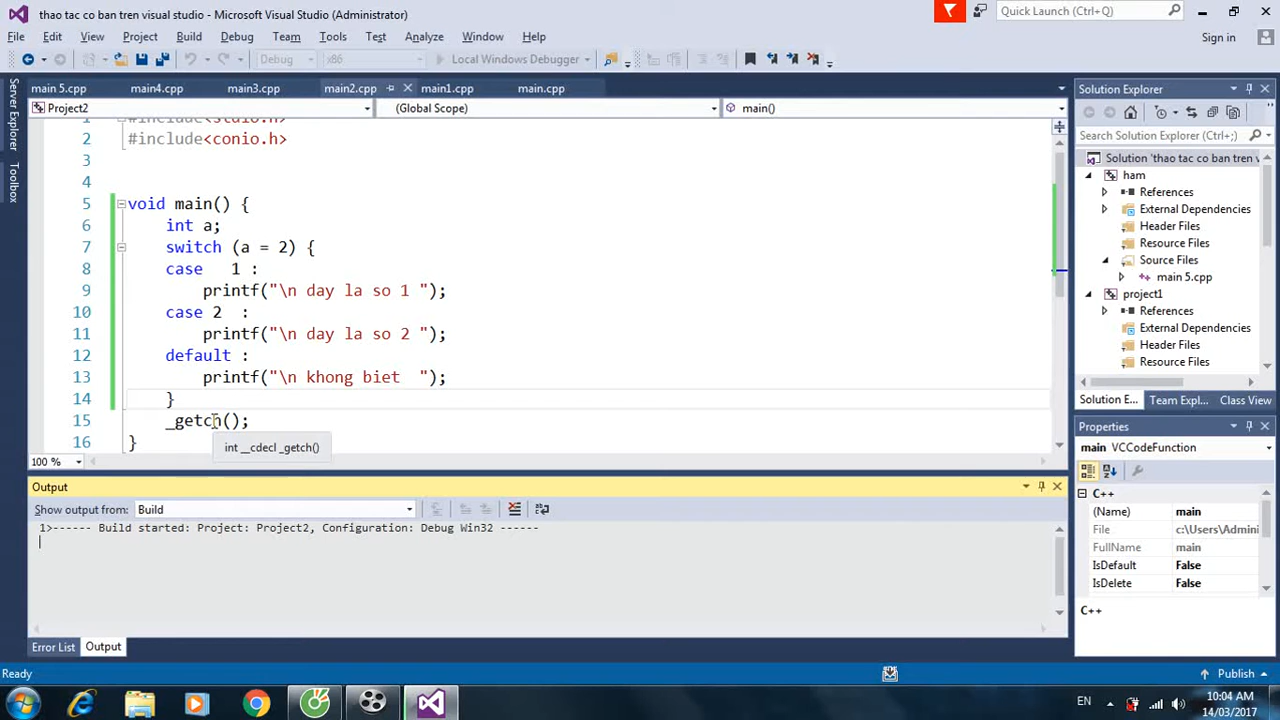 thao tac co ban tren visual studio - Microsoft Visual Studio (Administrator)
Quick Launch (Ctrl+Q)
File Edit View Project Build Debug Team Tools Test Analyze Window Help
Sign in
Debug x86 Local Windows Debugger
Server Explorer
Toolbox
main 5.cpp main4.cpp main3.cpp main2.cpp main1.cpp main.cpp
Project2 (Global Scope) main()
1 #include<stdio.h>
2 #include<conio.h>
3
4
5 void main() {
6 int a;
7 switch (a = 2) {
8 case   1 :
9 printf("\n day la so 1 ");
10 case 2  :
11 printf("\n day la so 2 ");
12 default :
13 printf("\n khong biet  ");
14 }
15 _getch();
16 }
int __cdecl _getch()
100 %
Output
Show output from: Build
1>------ Build started: Project: Project2, Configuration: Debug Win32 ------
Error List Output
Solution Explorer
Search Solution Explorer (Ctrl+;)
Solution 'thao tac co ban tren v
ham
References
External Dependencies
Header Files
Resource Files
Source Files
main 5.cpp
project1
References
External Dependencies
Header Files
Resource Files
Solution E... Team Expl... Class View
Properties
main VCCodeFunction
C++
(Name) main
File c:\Users\Admini
FullName main
IsDefault False
IsDelete False
C++
Ready
Publish
EN
10:04 AM
14/03/2017